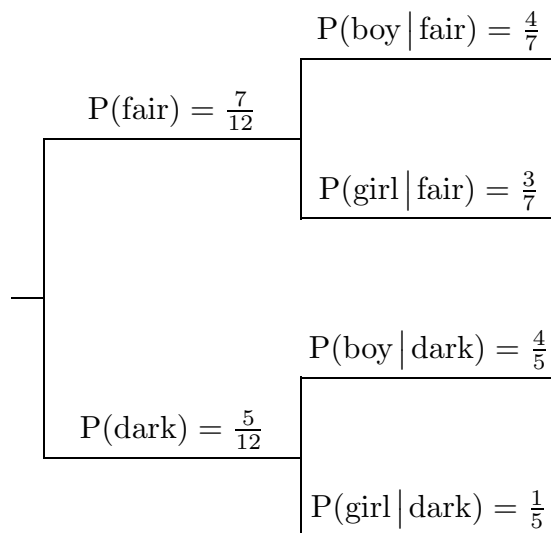 P(boy | fair) = 4/7
P(fair) = 7/12
P(girl | fair) = 3/7
P(boy | dark) = 4/5
P(dark) = 5/12
P(girl | dark) = 1/5